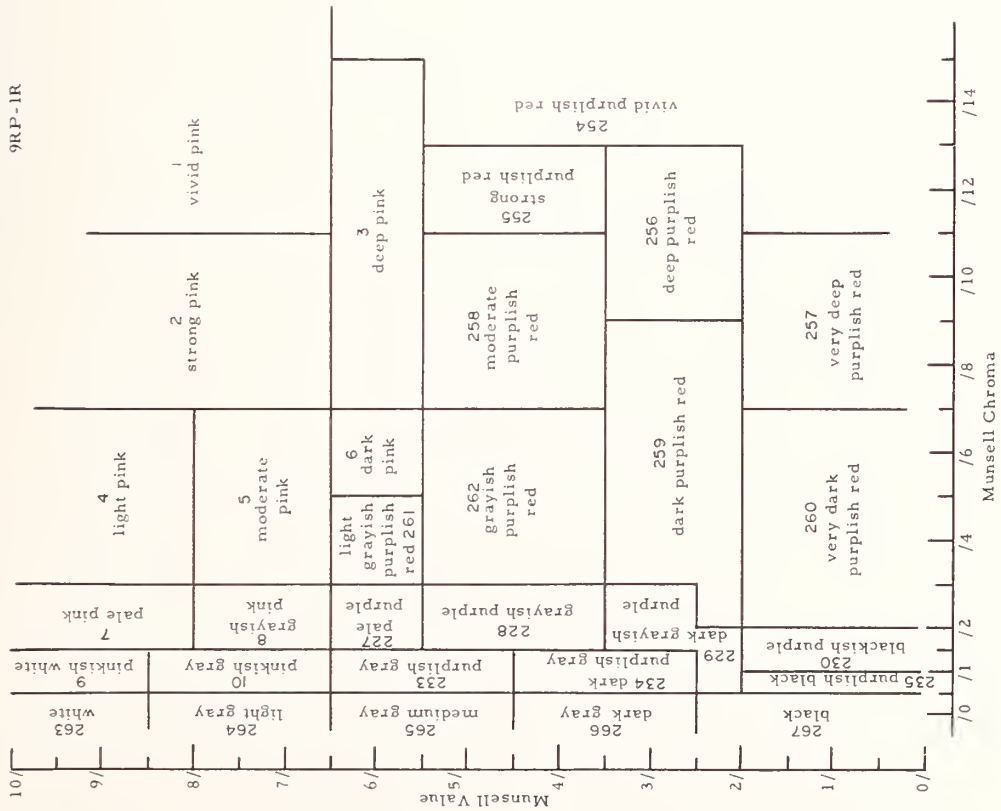 9RP-1R
1
vivid pink
2
strong pink
4
light pink
5
moderate
pink
7
pale pink
8
grayish
pink
9
pinkish white
10
pinkish gray
263
white
264
light gray
3
deep pink
6
dark
pink
light
grayish
purplish
red 261
227
pale
purple
233
purplish gray
265
medium gray
254
vivid purplish red
255
strong
purplish red
258
moderate
purplish
red
262
grayish
purplish
red
228
grayish purple
256
deep purplish
red
259
dark purplish red
229
dark grayish
purple
234 dark
purplish gray
266
dark gray
257
very deep
purplish red
260
very dark
purplish red
230
blackish purple
235 purplish black
267
black
10/
9/
8/
7/
6/
5/
4/
3/
2/
1/
0/
Munsell Value
/0
/1
/2
/4
/6
/8
/10
/12
/14
Munsell Chroma